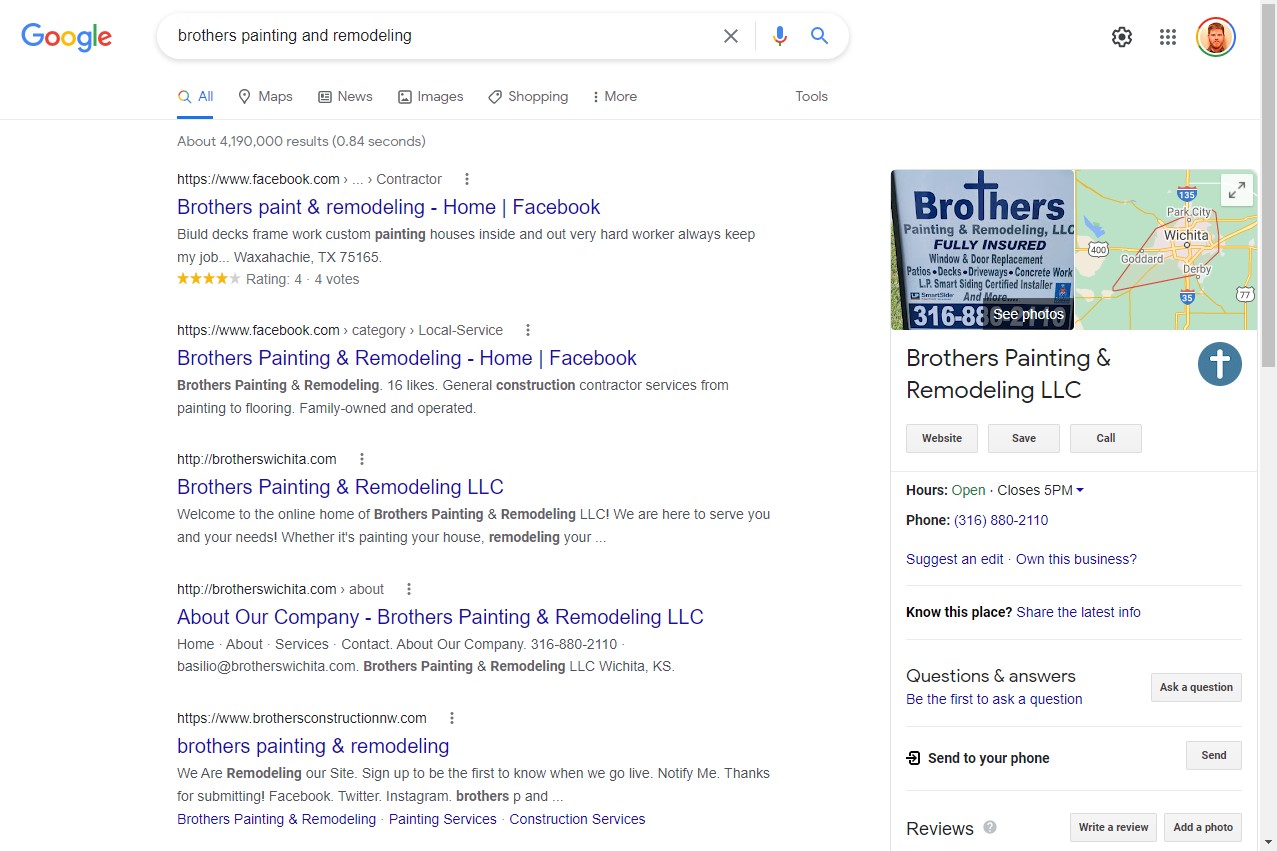 Google
brothers painting and remodeling
All
Maps
News
Images
Shopping
More
Tools
About 4,190,000 results (0.84 seconds)
https://www.facebook.com › ... › Contractor
Brothers paint & remodeling - Home | Facebook
Biuld decks frame work custom painting houses inside and out very hard worker always keep
my job... Waxahachie, TX 75165.
Rating: 4 · 4 votes
https://www.facebook.com › category › Local-Service
Brothers Painting & Remodeling - Home | Facebook
Brothers Painting & Remodeling. 16 likes. General construction contractor services from
painting to flooring. Family-owned and operated.
http://brotherswichita.com
Brothers Painting & Remodeling LLC
Welcome to the online home of Brothers Painting & Remodeling LLC! We are here to serve you
and your needs! Whether it's painting your house, remodeling your ...
http://brotherswichita.com › about
About Our Company - Brothers Painting & Remodeling LLC
Home · About · Services · Contact. About Our Company. 316-880-2110 ·
basilio@brotherswichita.com. Brothers Painting & Remodeling LLC Wichita, KS.
https://www.brothersconstructionnw.com
brothers painting & remodeling
We Are Remodeling our Site. Sign up to be the first to know when we go live. Notify Me. Thanks
for submitting! Facebook. Twitter. Instagram. brothers p and ...
Brothers Painting & Remodeling · Painting Services · Construction Services
Brothers
Painting & Remodeling, LLC
FULLY INSURED
Window & Door Replacement
Patios • Decks • Driveways • Concrete Work
L.P. Smart Siding Certified Installer
LP SmartSide
And More....
316-880-2110
See photos
135
Park City
Wichita
400
Goddard
Derby
35
77
Brothers Painting &
Remodeling LLC
Website
Save
Call
Hours: Open · Closes 5PM
Phone: (316) 880-2110
Suggest an edit · Own this business?
Know this place? Share the latest info
Questions & answers
Be the first to ask a question
Ask a question
Send to your phone
Send
Reviews
?
Write a review
Add a photo